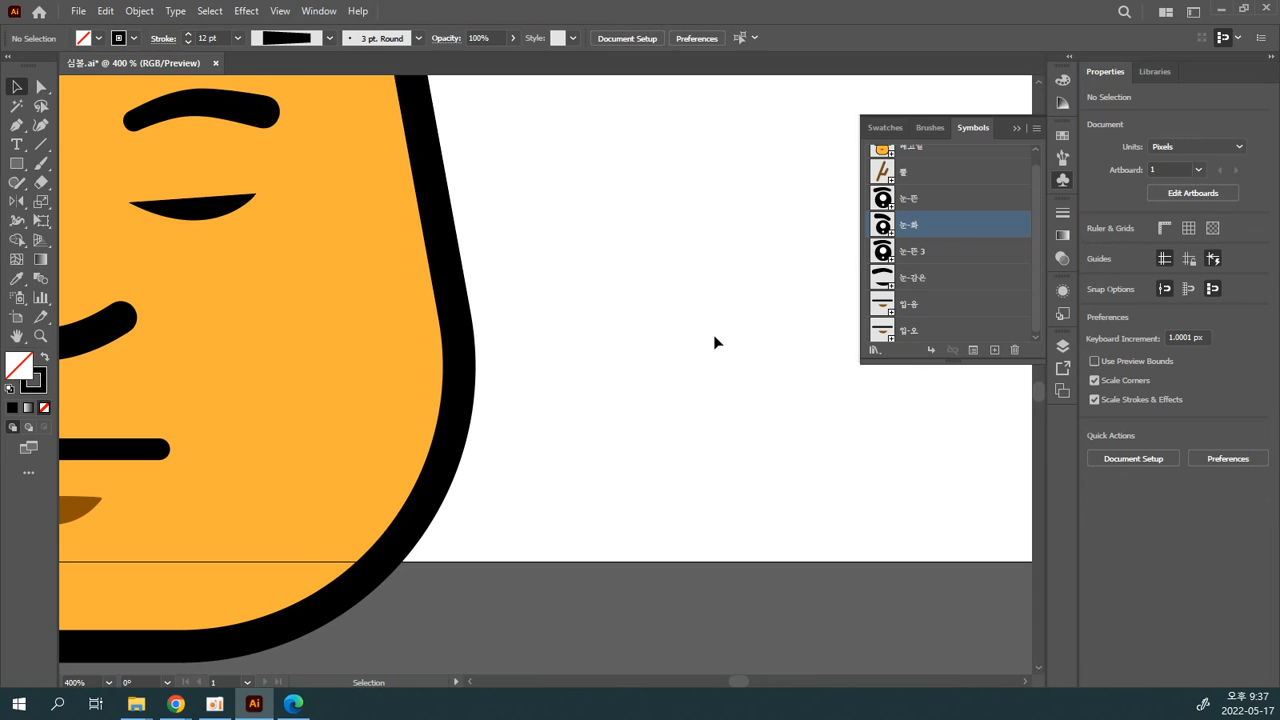 Ai File Edit Object Type Select Effect View Window Help
No Selection Stroke: 12 pt 3 pt. Round Opacity: 100% Style: Document Setup Preferences
심볼.ai* @ 400 % (RGB/Preview) ×
Swatches Brushes Symbols
뿔
눈-뜬
눈-화
눈-뜬 3
눈-감은
입-음
입-오
Properties Libraries
No Selection
Document
Units: Pixels
Artboard: 1
Edit Artboards
Ruler & Grids
Guides
Snap Options
Preferences
Keyboard Increment: 1.0001 px
Use Preview Bounds
Scale Corners
Scale Strokes & Effects
Quick Actions
Document Setup Preferences
400% 0° 1 Selection
Ai
오후 9:37
2022-05-17